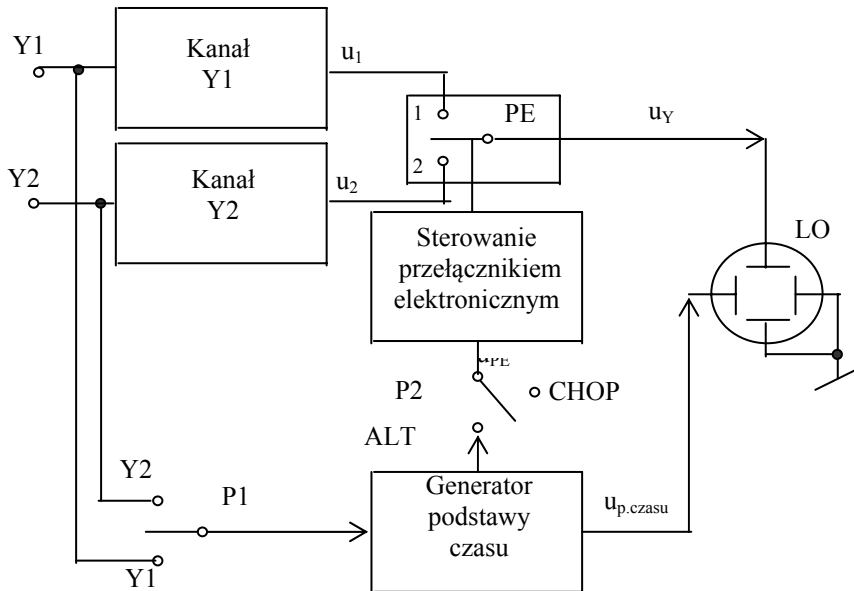 Y1
Kanał
Y1
u1
1
PE
uY
2
Y2
Kanał
Y2
u2
Sterowanie
przełącznikiem
elektronicznym
LO
uPE
P2
CHOP
ALT
Y2
P1
Generator
podstawy
czasu
up.czasu
Y1